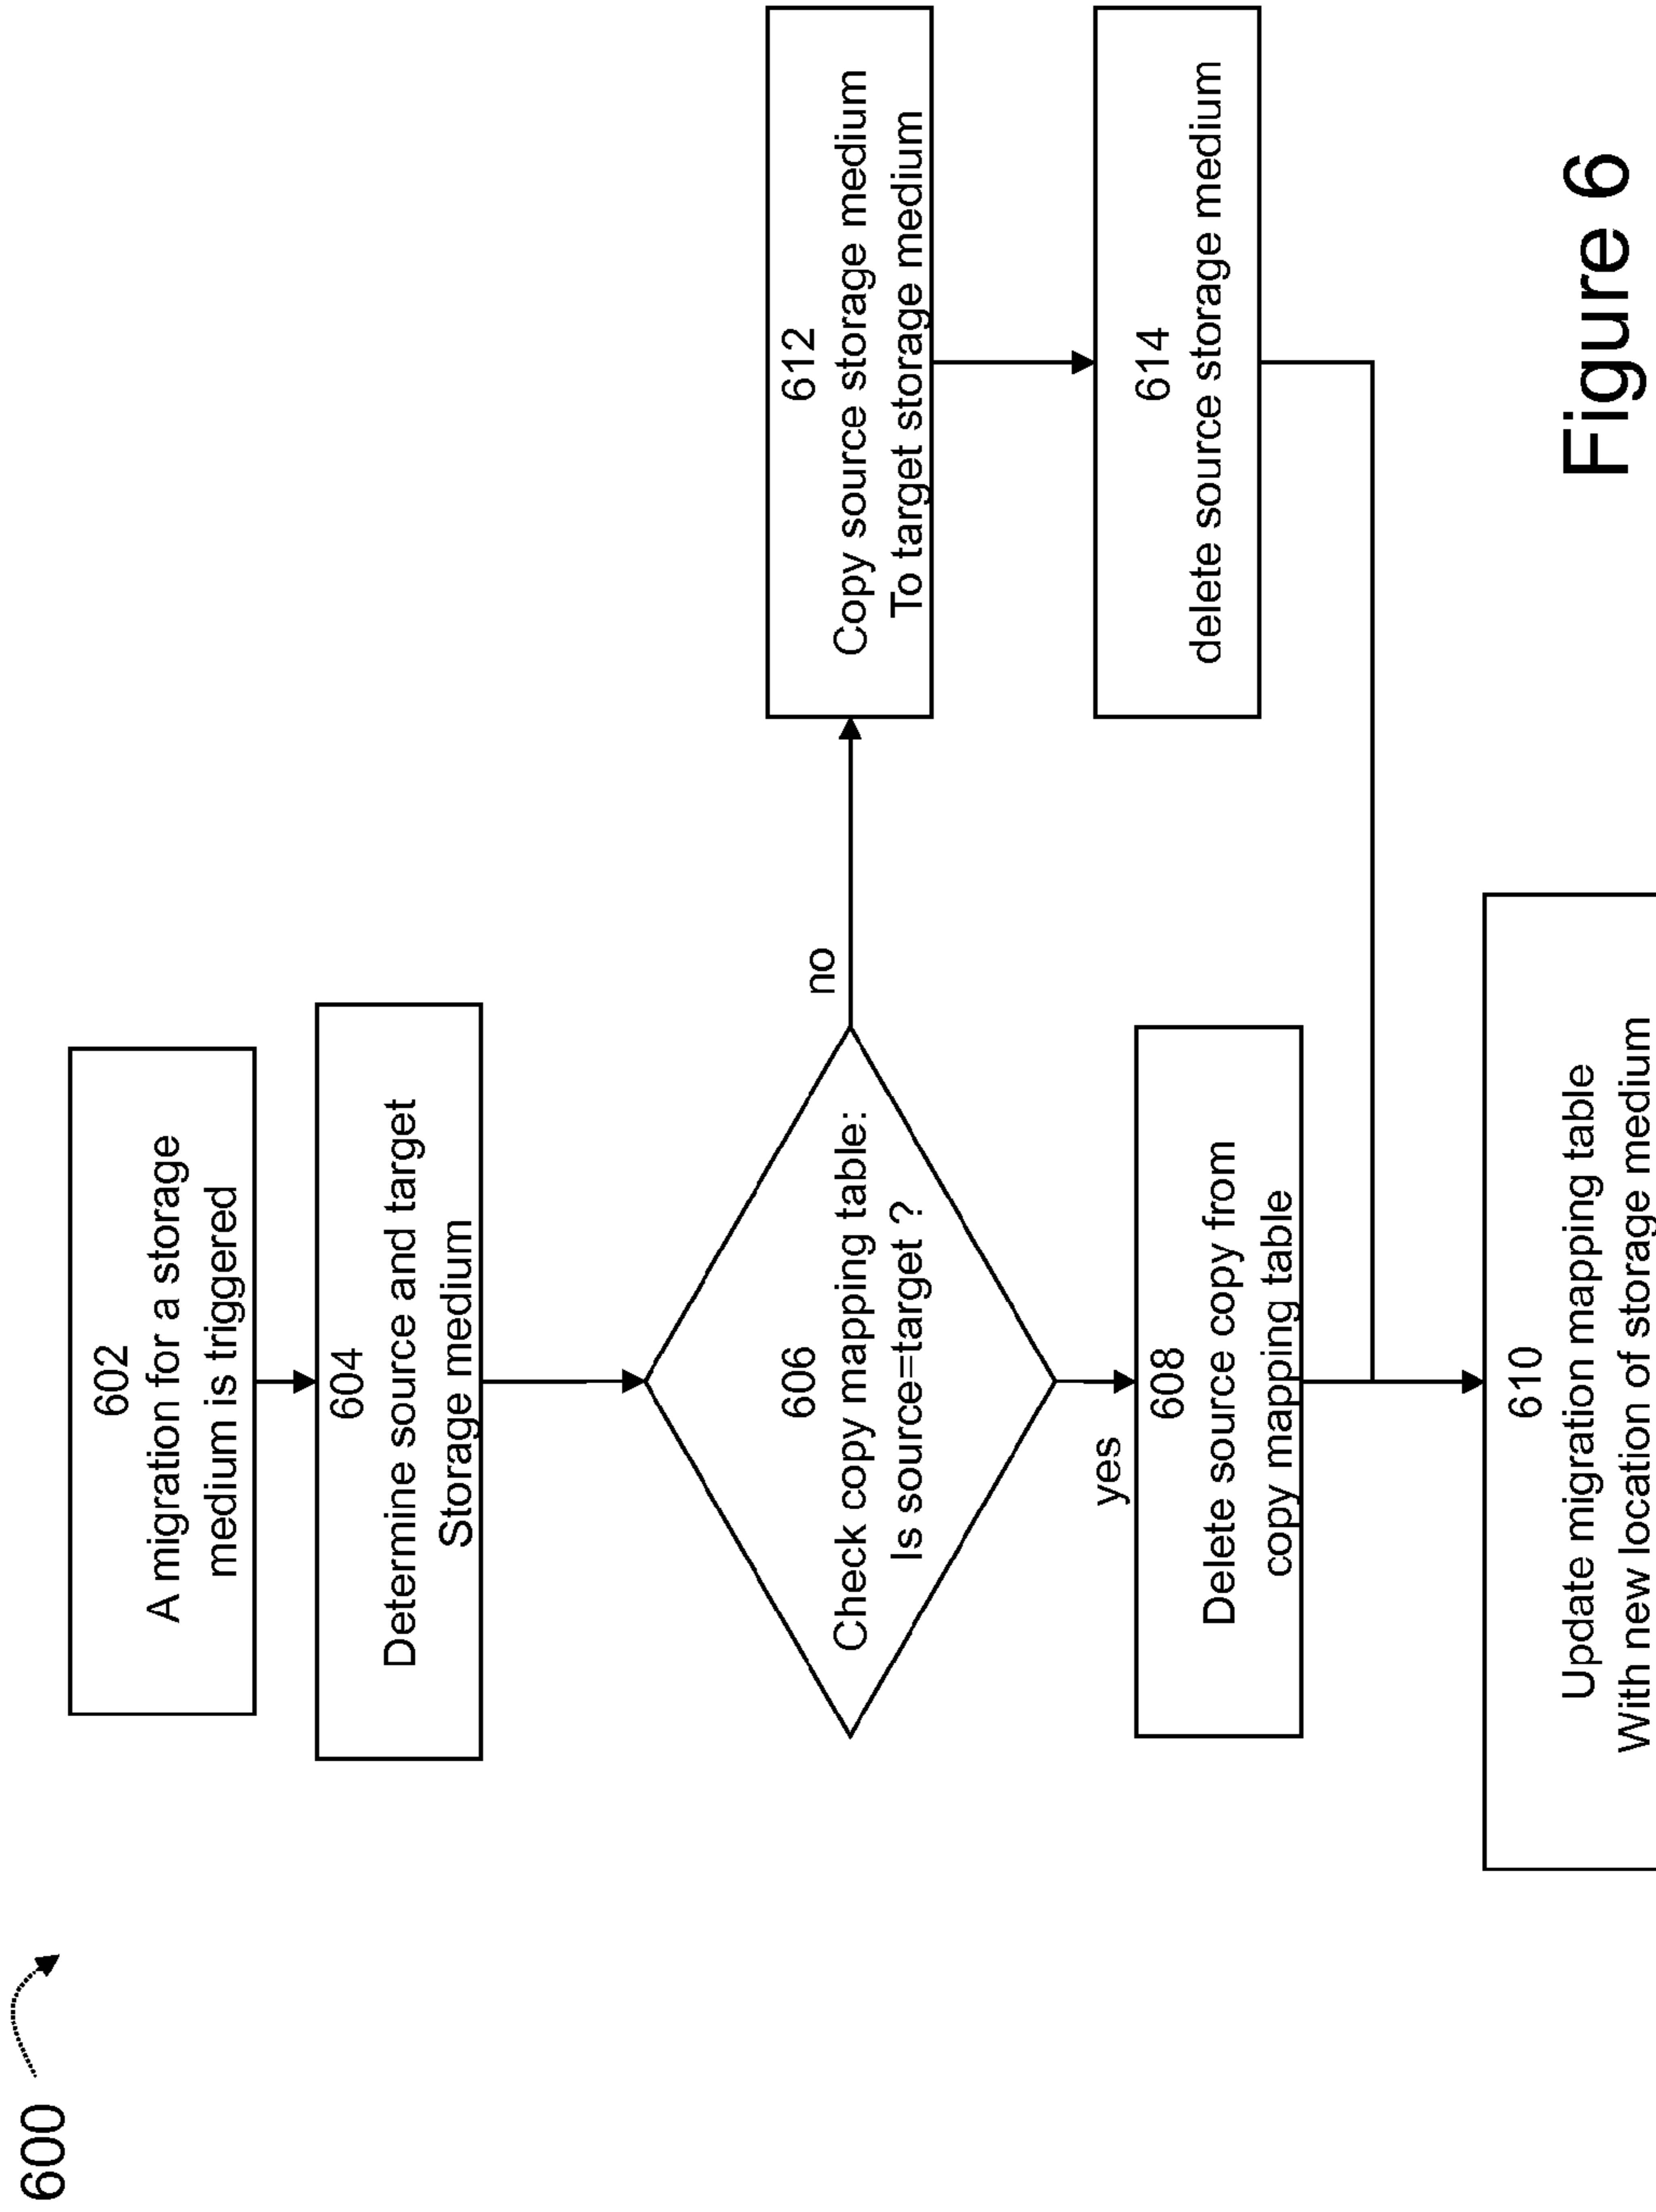 600
602
A migration for a storage
medium is triggered
604
Determine source and target
Storage medium
606
Check copy mapping table:
Is source=target ?
no
612
Copy source storage medium
To target storage medium
614
delete source storage medium
yes
608
Delete source copy from
copy mapping table
610
Update migration mapping table
With new location of storage medium
Figure 6